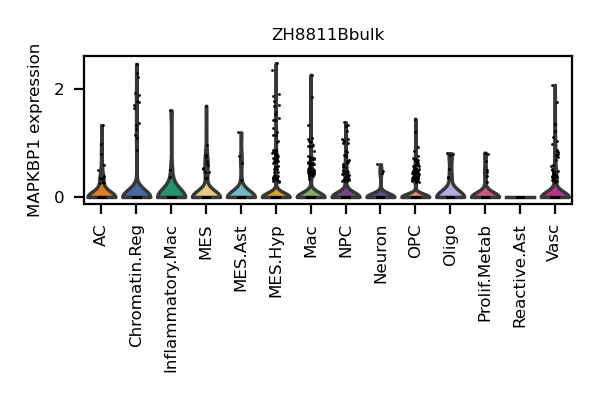 ZH8811Bbulk
MAPKBP1 expression
2
0
AC
Chromatin.Reg
Inflammatory.Mac
MES
MES.Ast
MES.Hyp
Mac
NPC
Neuron
OPC
Oligo
Prolif.Metab
Reactive.Ast
Vasc